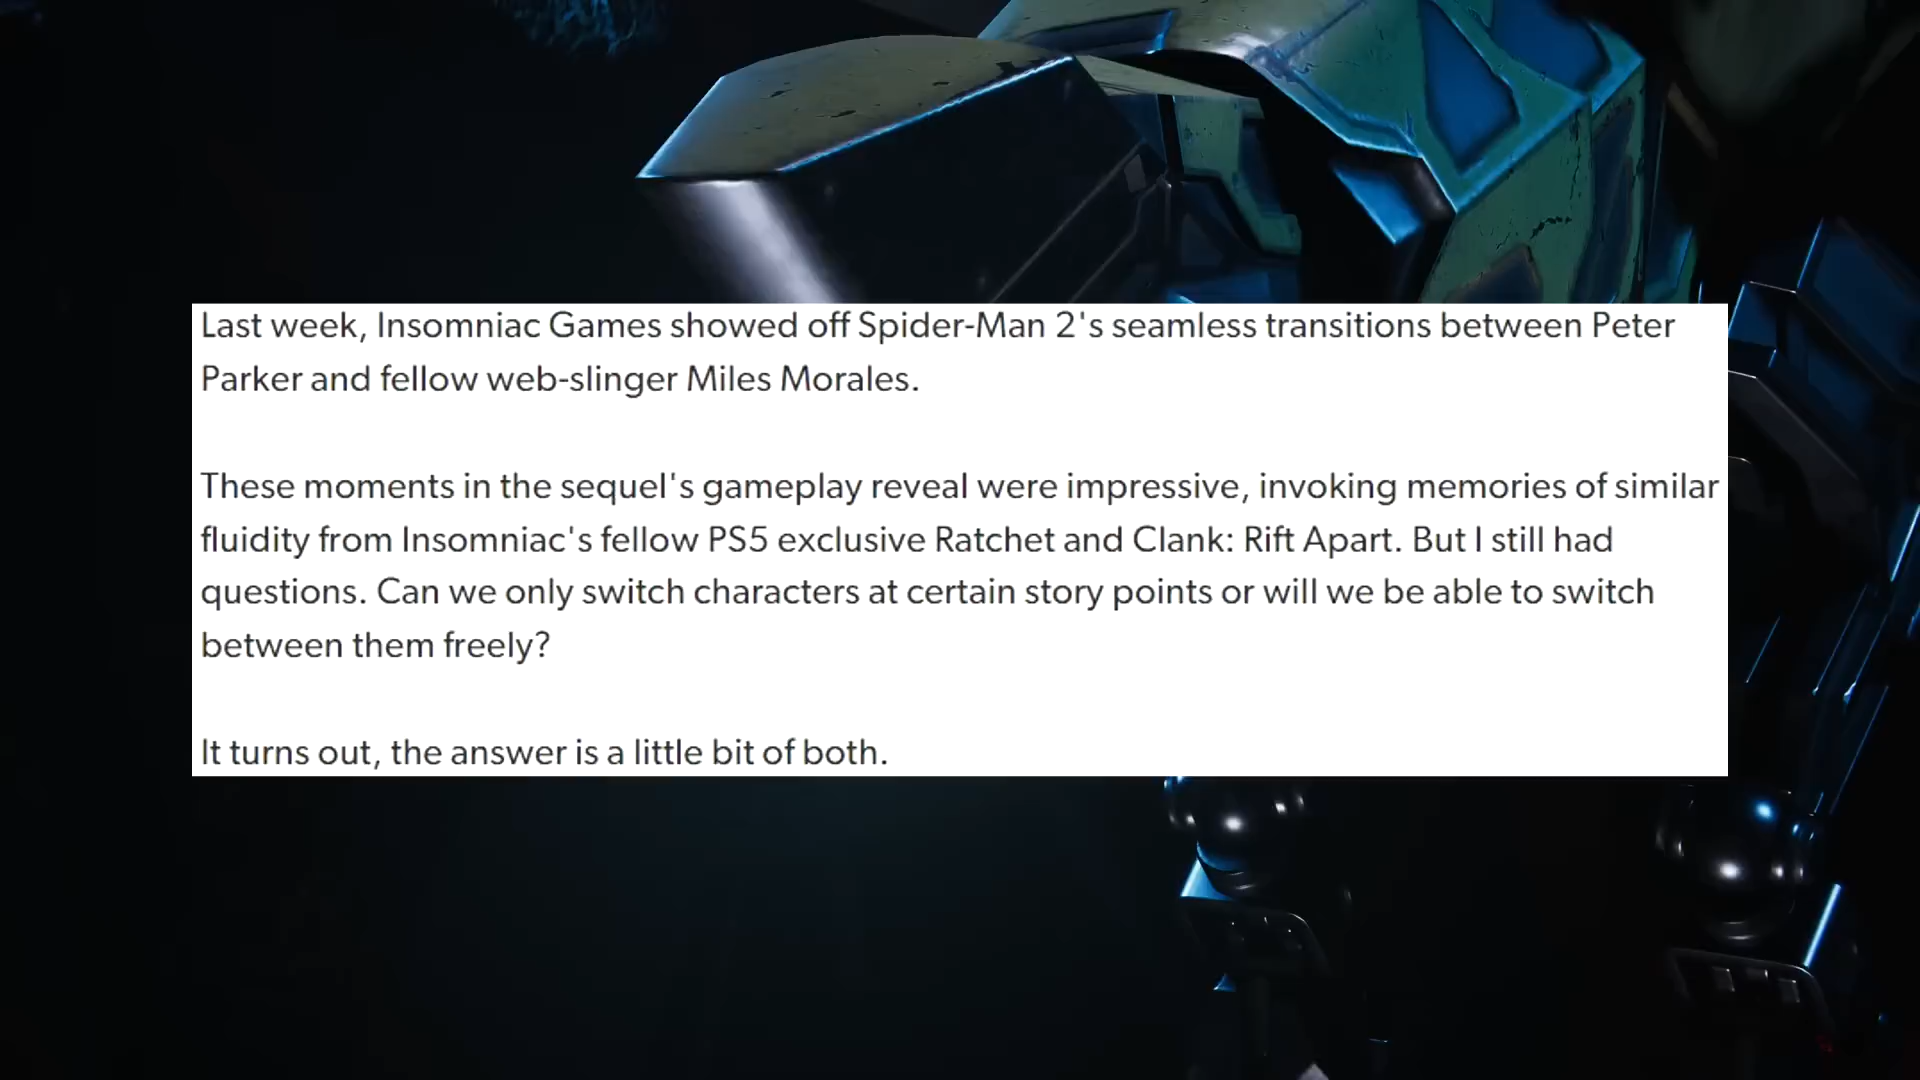 Last week, Insomniac Games showed off Spider-Man 2's seamless transitions between Peter
Parker and fellow web-slinger Miles Morales.
These moments in the sequel's gameplay reveal were impressive, invoking memories of similar
fluidity from Insomniac's fellow PS5 exclusive Ratchet and Clank: Rift Apart. But I still had
questions. Can we only switch characters at certain story points or will we be able to switch
between them freely?
It turns out, the answer is a little bit of both.